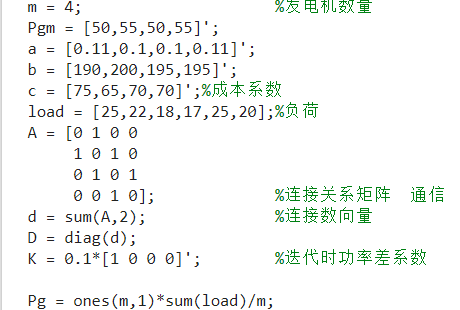 m = 4; %发电机数量
Pgm = [50,55,50,55]';
a = [0.11,0.1,0.1,0.11]';
b = [190,200,195,195]';
c = [75,65,70,70]';%成本系数
load = [25,22,18,17,25,20];%负荷
A = [0 1 0 0
1 0 1 0
0 1 0 1
0 0 1 0]; %连接关系矩阵 通信
d = sum(A,2); %连接数向量
D = diag(d);
K = 0.1*[1 0 0 0]'; %迭代时功率差系数
Pg = ones(m,1)*sum(load)/m;